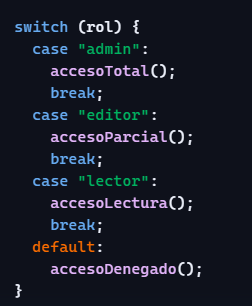 switch (rol) {
  case "admin":
    accesoTotal();
    break;
  case "editor":
    accesoParcial();
    break;
  case "lector":
    accesoLectura();
    break;
  default:
    accesoDenegado();
}